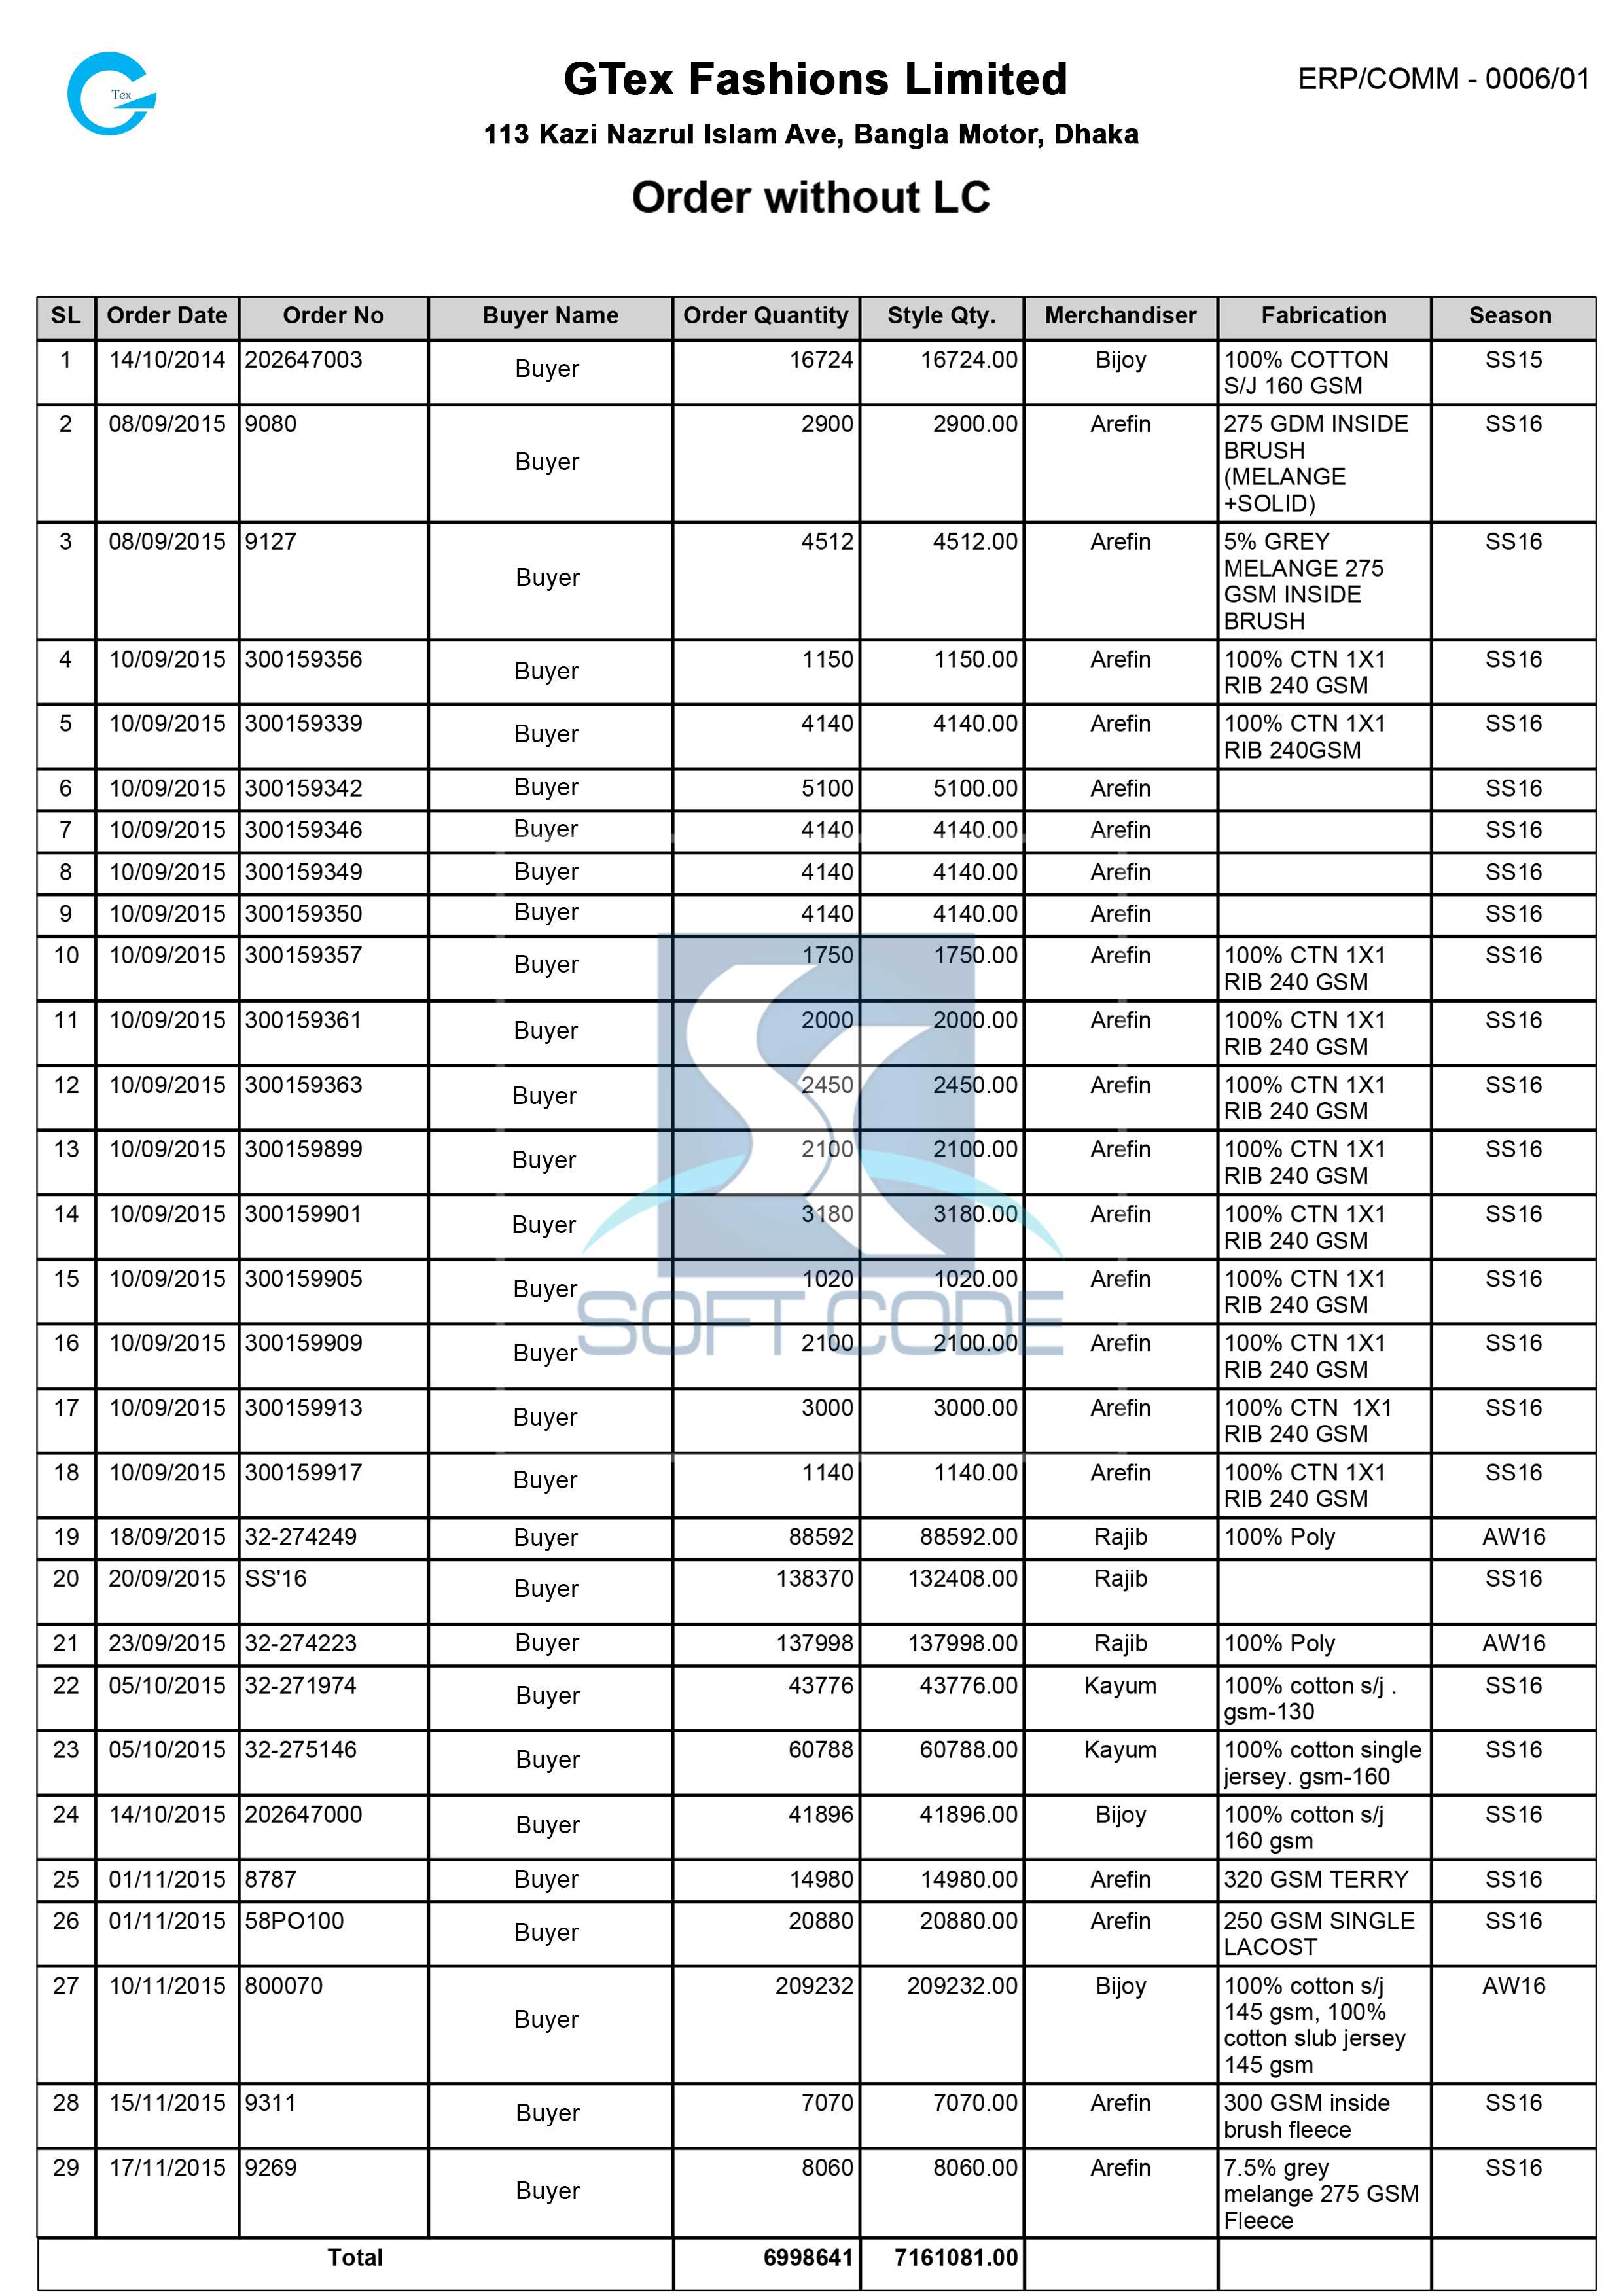 Tex
GTex Fashions Limited
ERP/COMM - 0006/01
113 Kazi Nazrul Islam Ave, Bangla Motor, Dhaka
Order without LC
SL Order Date Order No Buyer Name Order Quantity Style Qty. Merchandiser Fabrication Season
1 14/10/2014 202647003 Buyer 16724 16724.00 Bijoy 100% COTTON SS15
S/J 160 GSM
2 08/09/2015 9080 Buyer 2900 2900.00 Arefin 275 GDM INSIDE SS16
BRUSH
(MELANGE
+SOLID)
3 08/09/2015 9127 Buyer 4512 4512.00 Arefin 5% GREY SS16
MELANGE 275
GSM INSIDE
BRUSH
4 10/09/2015 300159356 Buyer 1150 1150.00 Arefin 100% CTN 1X1 SS16
RIB 240 GSM
5 10/09/2015 300159339 Buyer 4140 4140.00 Arefin 100% CTN 1X1 SS16
RIB 240GSM
6 10/09/2015 300159342 Buyer 5100 5100.00 Arefin SS16
7 10/09/2015 300159346 Buyer 4140 4140.00 Arefin SS16
8 10/09/2015 300159349 Buyer 4140 4140.00 Arefin SS16
9 10/09/2015 300159350 Buyer 4140 4140.00 Arefin SS16
10 10/09/2015 300159357 Buyer 1750 1750.00 Arefin 100% CTN 1X1 SS16
RIB 240 GSM
11 10/09/2015 300159361 Buyer 2000 2000.00 Arefin 100% CTN 1X1 SS16
RIB 240 GSM
12 10/09/2015 300159363 Buyer 2450 2450.00 Arefin 100% CTN 1X1 SS16
RIB 240 GSM
13 10/09/2015 300159899 Buyer 2100 2100.00 Arefin 100% CTN 1X1 SS16
RIB 240 GSM
14 10/09/2015 300159901 Buyer 3180 3180.00 Arefin 100% CTN 1X1 SS16
RIB 240 GSM
15 10/09/2015 300159905 Buyer 1020 1020.00 Arefin 100% CTN 1X1 SS16
RIB 240 GSM
SOFT CODE
16 10/09/2015 300159909 Buyer 2100 2100.00 Arefin 100% CTN 1X1 SS16
RIB 240 GSM
17 10/09/2015 300159913 Buyer 3000 3000.00 Arefin 100% CTN 1X1 SS16
RIB 240 GSM
18 10/09/2015 300159917 Buyer 1140 1140.00 Arefin 100% CTN 1X1 SS16
RIB 240 GSM
19 18/09/2015 32-274249 Buyer 88592 88592.00 Rajib 100% Poly AW16
20 20/09/2015 SS'16 Buyer 138370 132408.00 Rajib SS16
21 23/09/2015 32-274223 Buyer 137998 137998.00 Rajib 100% Poly AW16
22 05/10/2015 32-271974 Buyer 43776 43776.00 Kayum 100% cotton s/j . SS16
gsm-130
23 05/10/2015 32-275146 Buyer 60788 60788.00 Kayum 100% cotton single SS16
jersey. gsm-160
24 14/10/2015 202647000 Buyer 41896 41896.00 Bijoy 100% cotton s/j SS16
160 gsm
25 01/11/2015 8787 Buyer 14980 14980.00 Arefin 320 GSM TERRY SS16
26 01/11/2015 58PO100 Buyer 20880 20880.00 Arefin 250 GSM SINGLE SS16
LACOST
27 10/11/2015 800070 Buyer 209232 209232.00 Bijoy 100% cotton s/j AW16
145 gsm, 100%
cotton slub jersey
145 gsm
28 15/11/2015 9311 Buyer 7070 7070.00 Arefin 300 GSM inside SS16
brush fleece
29 17/11/2015 9269 Buyer 8060 8060.00 Arefin 7.5% grey SS16
melange 275 GSM
Fleece
Total 6998641 7161081.00